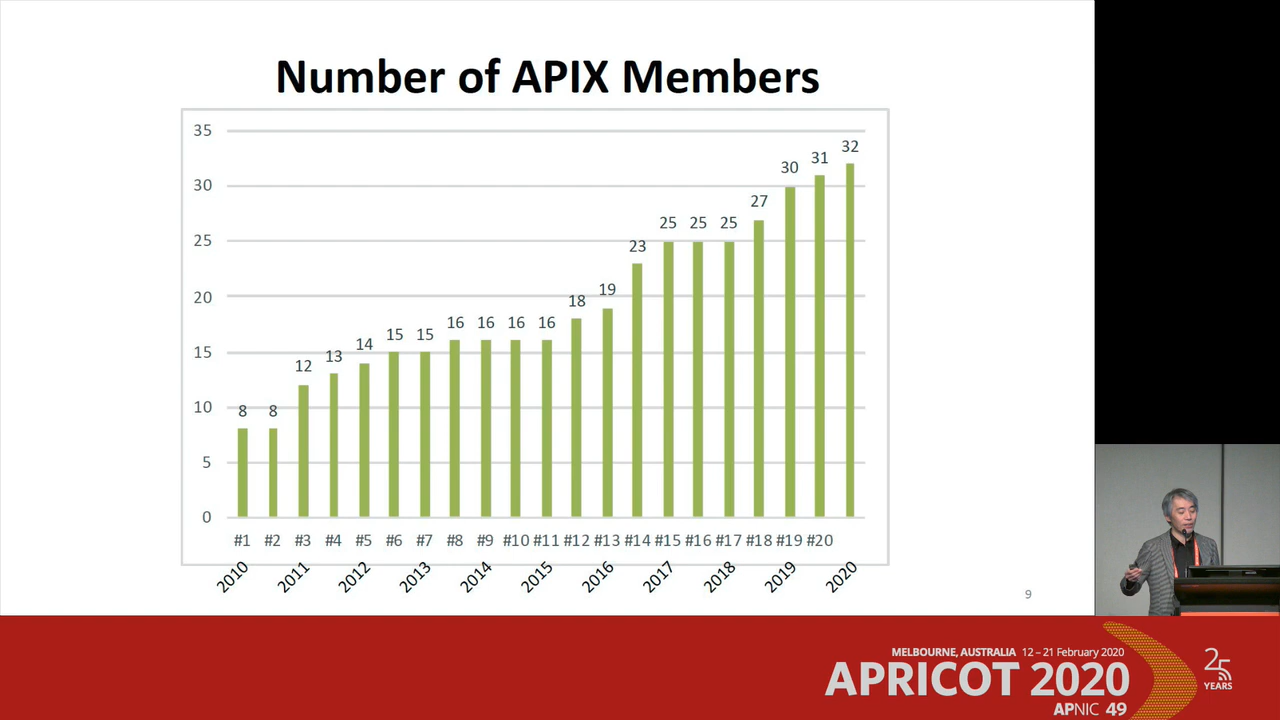 Number of APIX Members
35
30
25
20
15
10
5
0
8 8 12 13 14 15 15 16 16 16 16 18 19 23 25 25 25 27 30 31 32
#1 #2 #3 #4 #5 #6 #7 #8 #9 #10 #11 #12 #13 #14 #15 #16 #17 #18 #19 #20
2010 2011 2012 2013 2014 2015 2016 2017 2018 2019 2020
9
MELBOURNE, AUSTRALIA 12 – 21 February 2020
APRICOT 2020
APNIC 49
25
YEARS